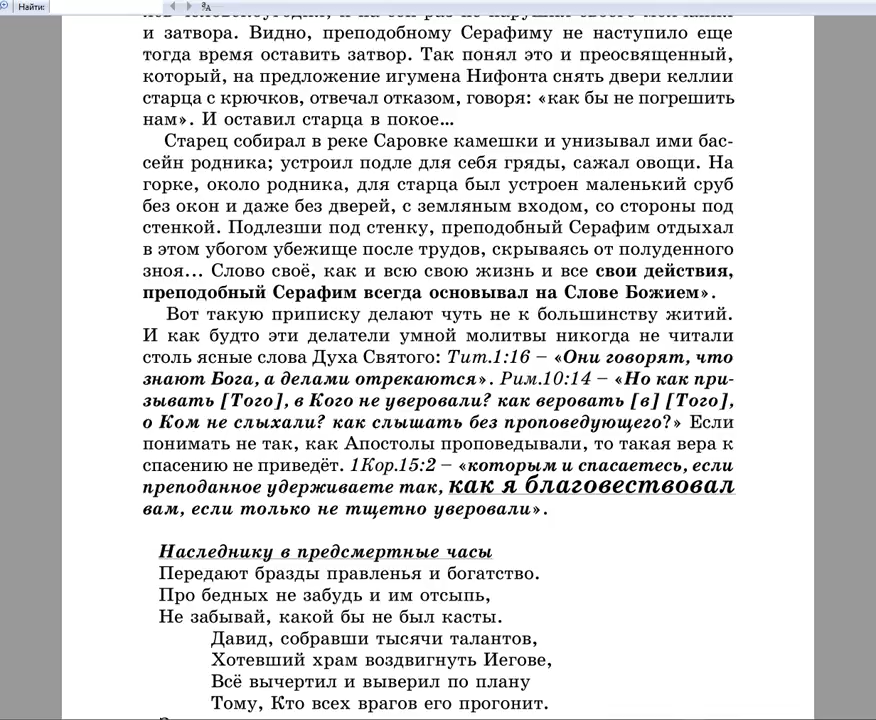 Найти:
и затвора. Видно, преподобному Серафиму не наступило еще
тогда время оставить затвор. Так понял это и преосвященный,
который, на предложение игумена Нифонта снять двери келлии
старца с крючков, отвечал отказом, говоря: «как бы не погрешить
нам». И оставил старца в покое...
Старец собирал в реке Саровке камешки и унизывал ими бас-
сейн родника; устроил подле для себя гряды, сажал овощи. На
горке, около родника, для старца был устроен маленький сруб
без окон и даже без дверей, с земляным входом, со стороны под
стенкой. Подлезши под стенку, преподобный Серафим отдыхал
в этом убогом убежище после трудов, скрываясь от полуденного
зноя... Слово своё, как и всю свою жизнь и все свои действия,
преподобный Серафим всегда основывал на Слове Божием».
Вот такую приписку делают чуть не к большинству житий.
И как будто эти делатели умной молитвы никогда не читали
столь ясные слова Духа Святого: Тит.1:16 – «Они говорят, что
знают Бога, а делами отрекаются». Рим.10:14 – «Но как при-
зывать [Того], в Кого не уверовали? как веровать [в] [Того],
о Ком не слыхали? как слышать без проповедующего?» Если
понимать не так, как Апостолы проповедывали, то такая вера к
спасению не приведёт. 1Кор.15:2 – «которым и спасаетесь, если
преподанное удерживаете так, как я благовествовал
вам, если только не тщетно уверовали».
Наследнику в предсмертные часы
Передают бразды правленья и богатство.
Про бедных не забудь и им отсыпь,
Не забывай, какой бы не был касты.
Давид, собравши тысячи талантов,
Хотевший храм воздвигнуть Иегове,
Всё вычертил и выверил по плану
Тому, Кто всех врагов его прогонит.